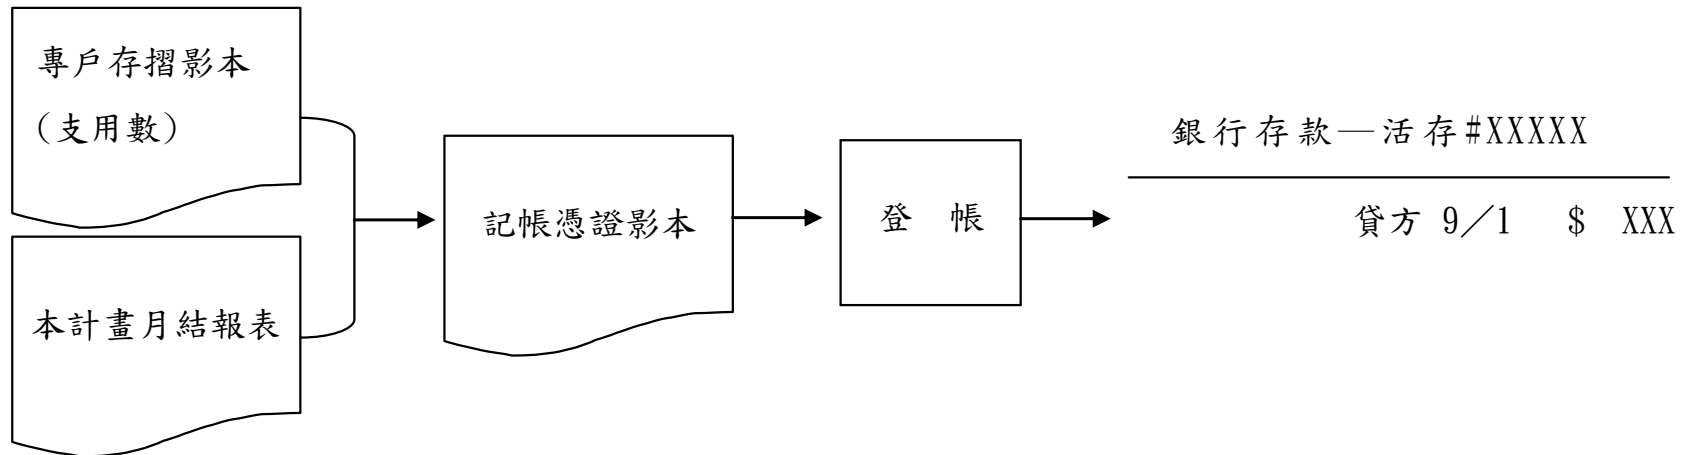 專戶存摺影本
(支用數)
本計畫月結報表
記帳憑證影本
登 帳
銀行存款—活存#XXXXX
貸方 9／1 $ XXX